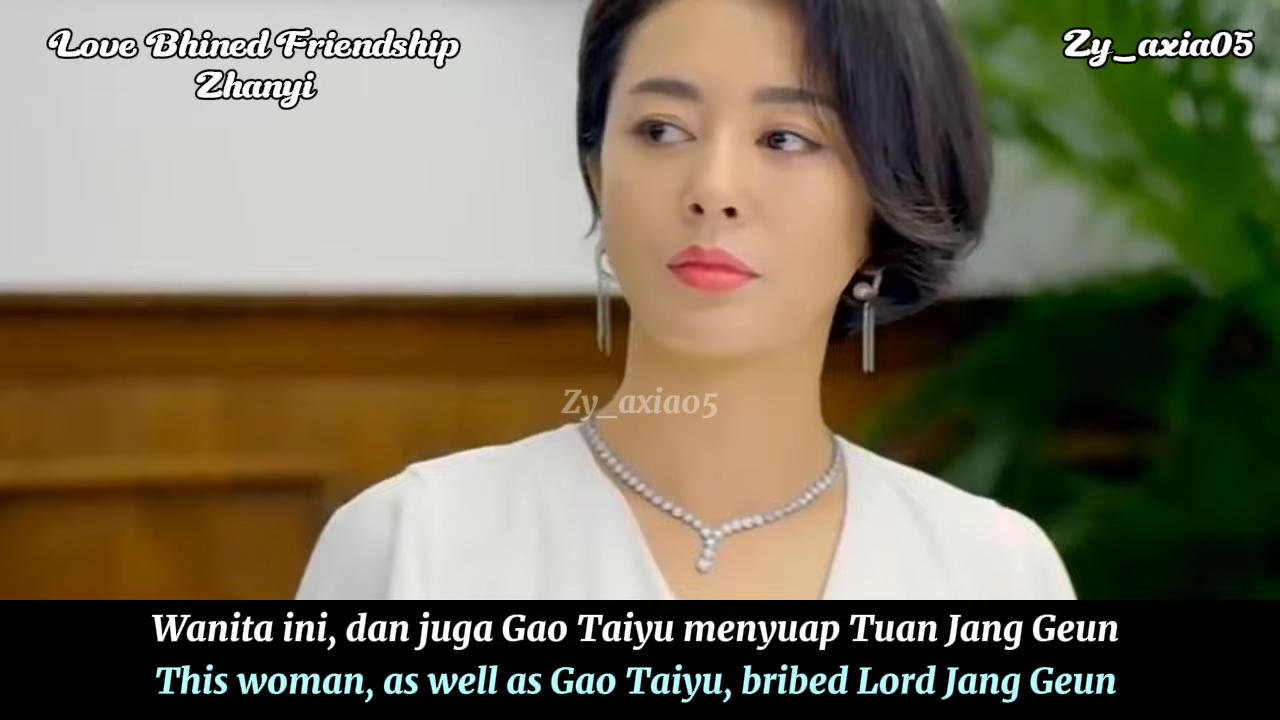 Love Bhined Friendship
Zhanyi
Zy_axia05
Zy_axia05
Wanita ini, dan juga Gao Taiyu menyuap Tuan Jang Geun
This woman, as well as Gao Taiyu, bribed Lord Jang Geun